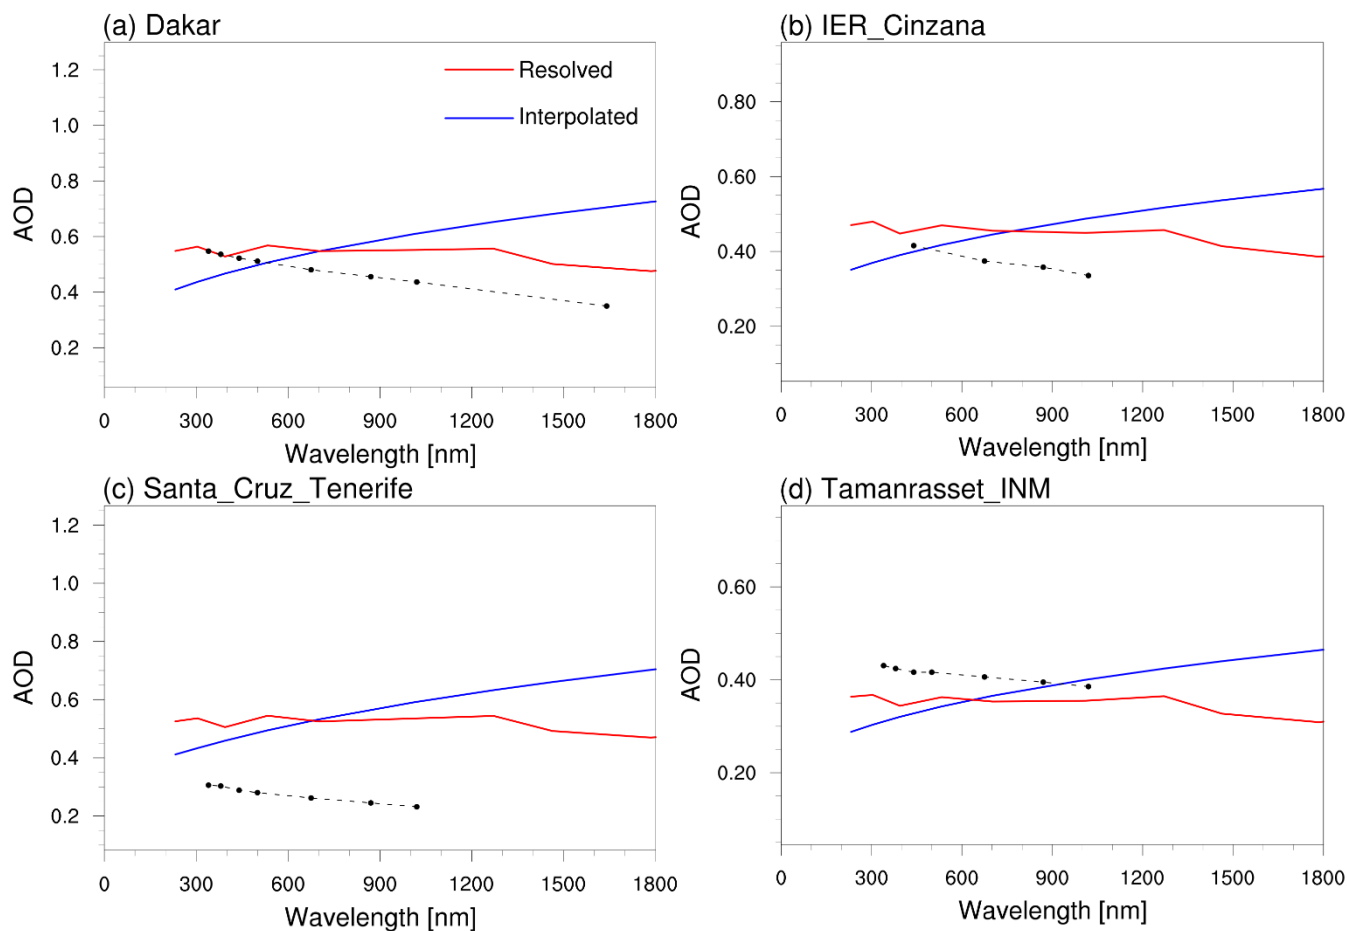 (a) Dakar
1.2
1.0
0.8
0.6
0.4
0.2
AOD
Resolved
Interpolated
0 300 600 900 1200 1500 1800
Wavelength [nm]
(b) IER_Cinzana
0.80
0.60
0.40
0.20
AOD
0 300 600 900 1200 1500 1800
Wavelength [nm]
(c) Santa_Cruz_Tenerife
1.2
1.0
0.8
0.6
0.4
0.2
AOD
0 300 600 900 1200 1500 1800
Wavelength [nm]
(d) Tamanrasset_INM
0.60
0.40
0.20
AOD
0 300 600 900 1200 1500 1800
Wavelength [nm]